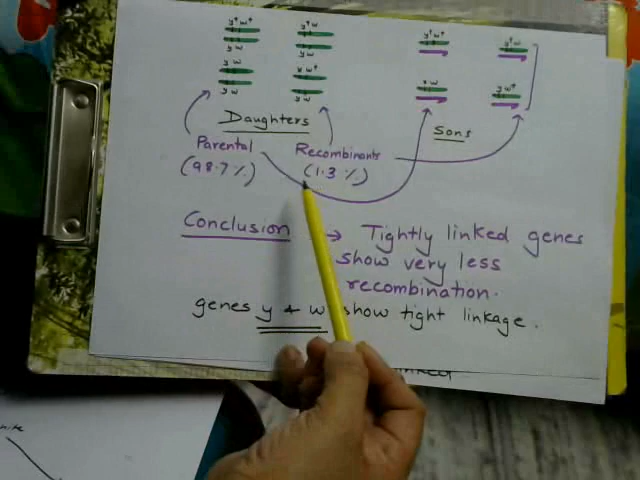 y⁺w⁺
y w
y w
y w
y⁺w
y w
y w⁺
y w
y⁺w⁺
y w
y⁺w
y w⁺
Daughters
Sons
Parental
(98.7 %)
Recombinants
(1.3 %)
Conclusion → Tightly linked genes
show very less
recombination.
genes y & w show tight linkage.